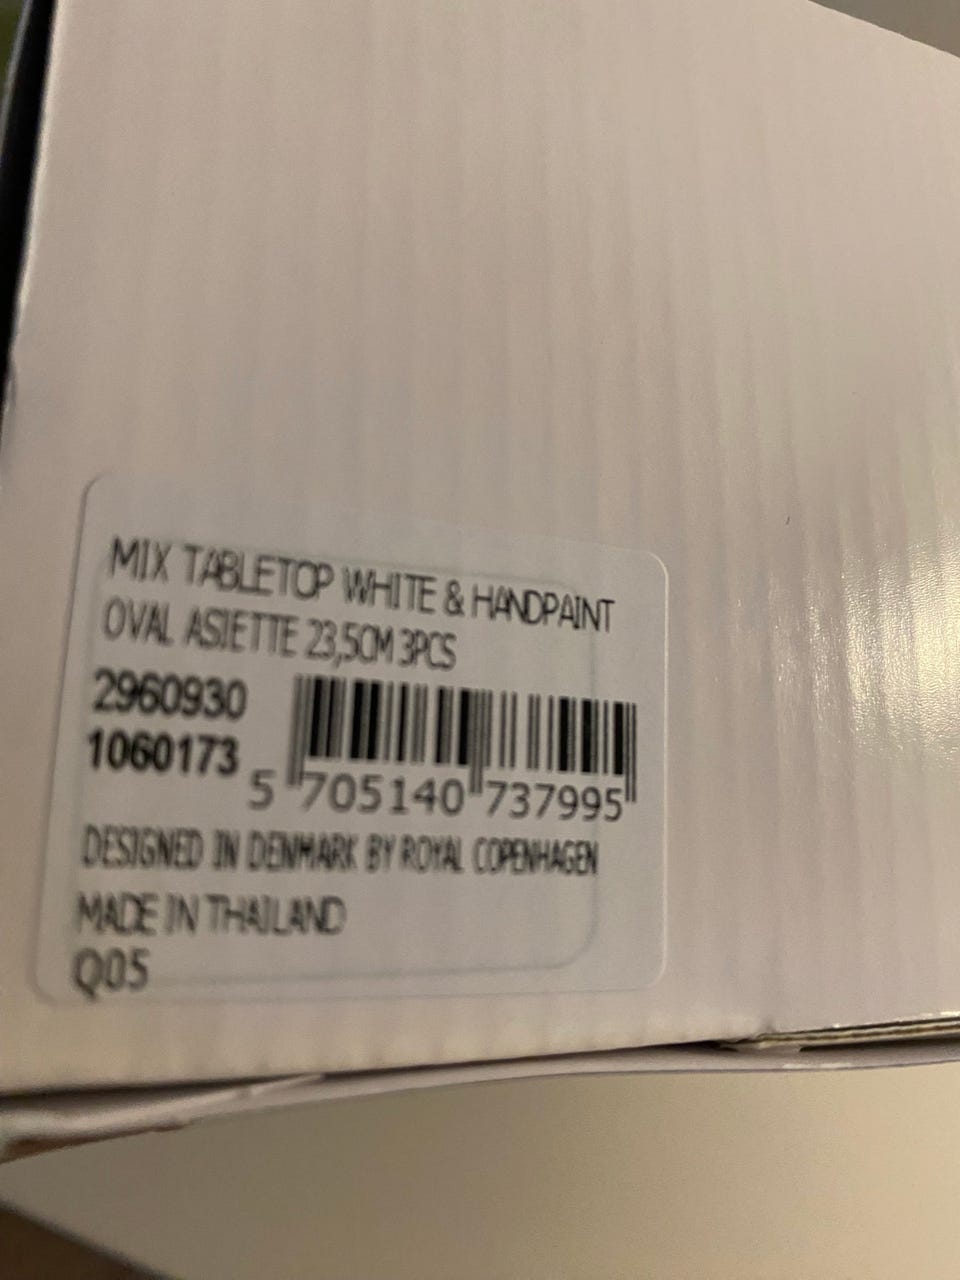 MIX TABLETOP WHITE & HANDPAINT
OVAL ASIETTE 23,5CM 3PCS
2960930
1060173
5 705140 737995
DESIGNED IN DENMARK BY ROYAL COPENHAGEN
MADE IN THAILAND
Q05